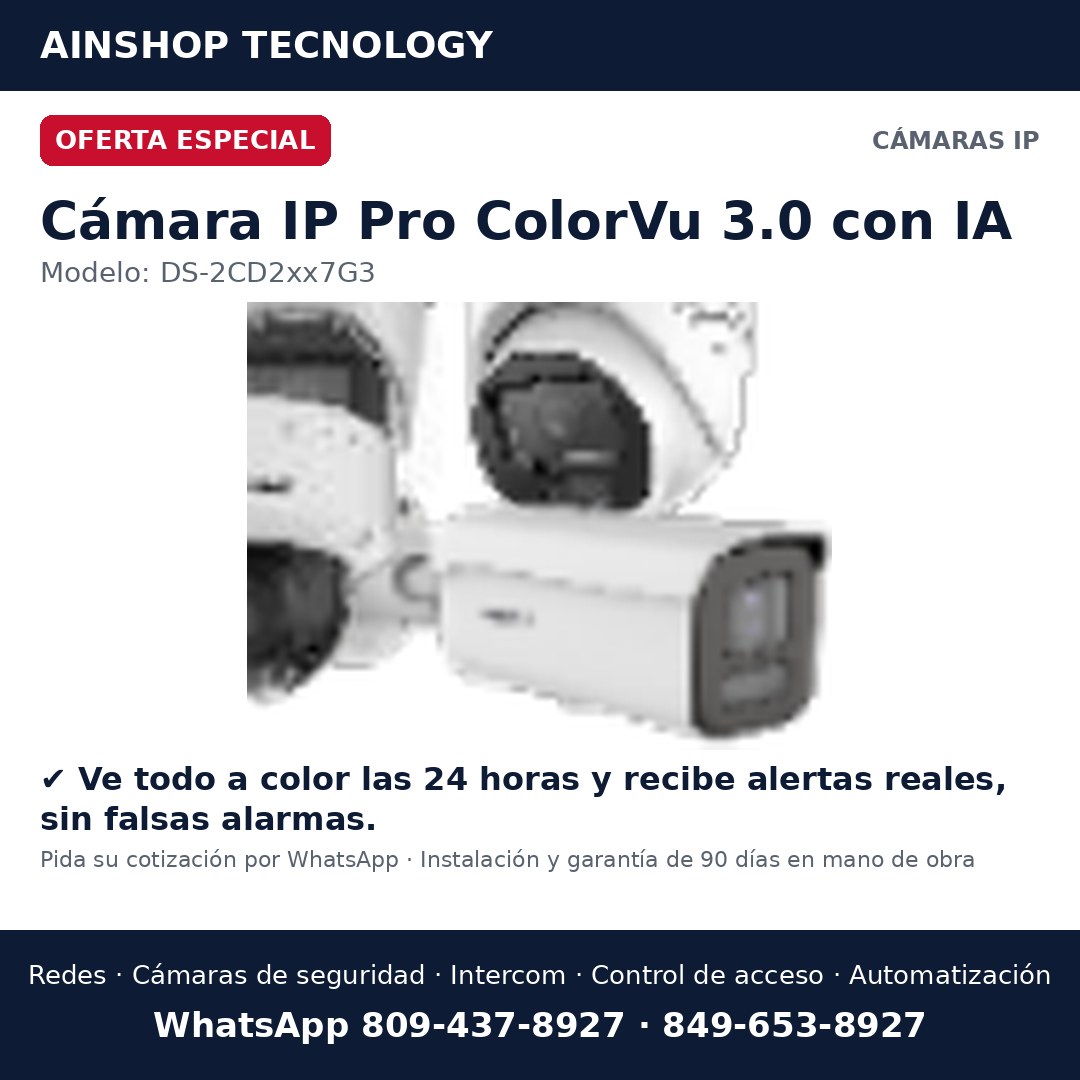 AINSHOP TECNOLOGY
OFERTA ESPECIAL
CÁMARAS IP
Cámara IP Pro ColorVu 3.0 con IA
Modelo: DS-2CD2xx7G3
✔ Ve todo a color las 24 horas y recibe alertas reales,
sin falsas alarmas.
Pida su cotización por WhatsApp · Instalación y garantía de 90 días en mano de obra
Redes · Cámaras de seguridad · Intercom · Control de acceso · Automatización
WhatsApp 809-437-8927 · 849-653-8927